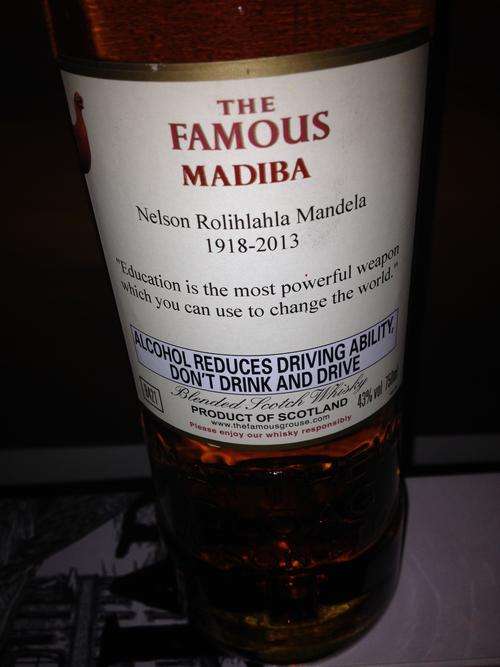 THE
FAMOUS
MADIBA
Nelson Rolihlahla Mandela
1918-2013
"Education is the most powerful weapon
which you can use to change the world."
ALCOHOL REDUCES DRIVING ABILITY,
DON'T DRINK AND DRIVE
Blended Scotch Whisky
43% vol 750ml
PRODUCT OF SCOTLAND
www.thefamousgrouse.com
Please enjoy our whisky responsibly